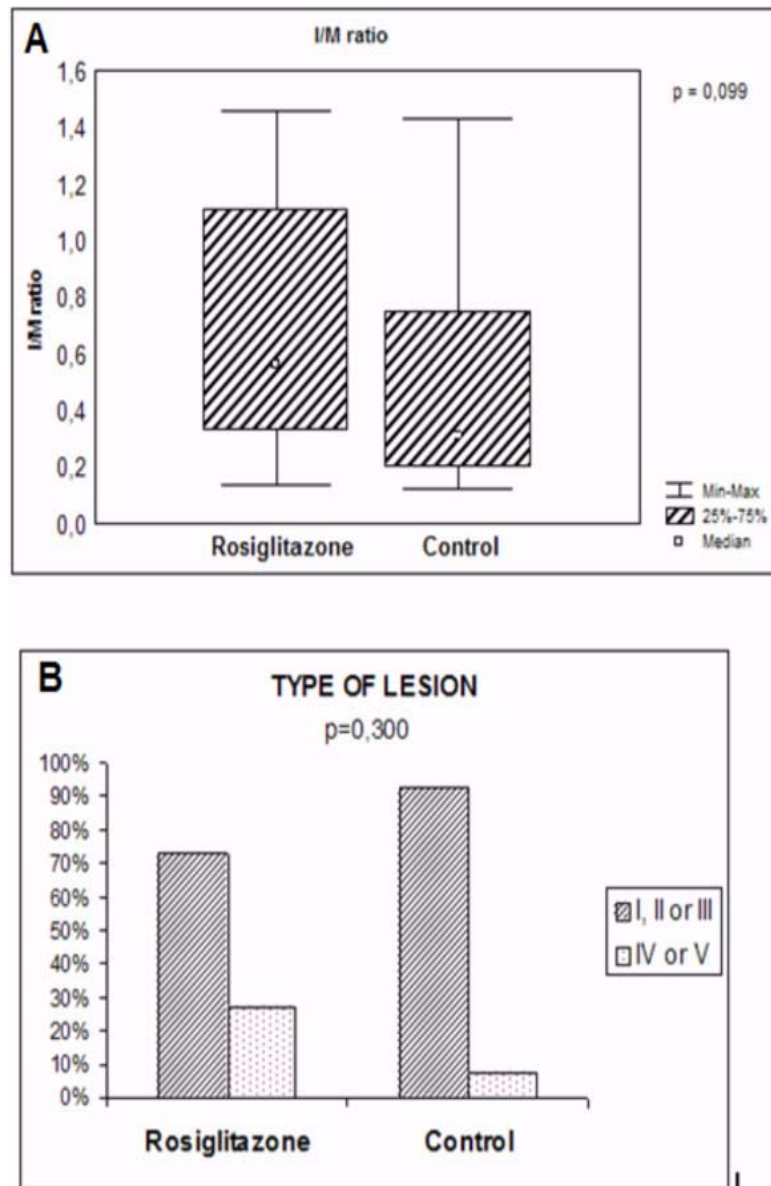 A
I/M ratio
p = 0,099
1,6
1,4
1,2
1,0
0,8
0,6
0,4
0,2
0,0
I/M ratio
Rosiglitazone Control
Min-Max
25%-75%
Median
B
TYPE OF LESION
p=0,300
100%
90%
80%
70%
60%
50%
40%
30%
20%
10%
0%
Rosiglitazone Control
I, II or III
IV or V